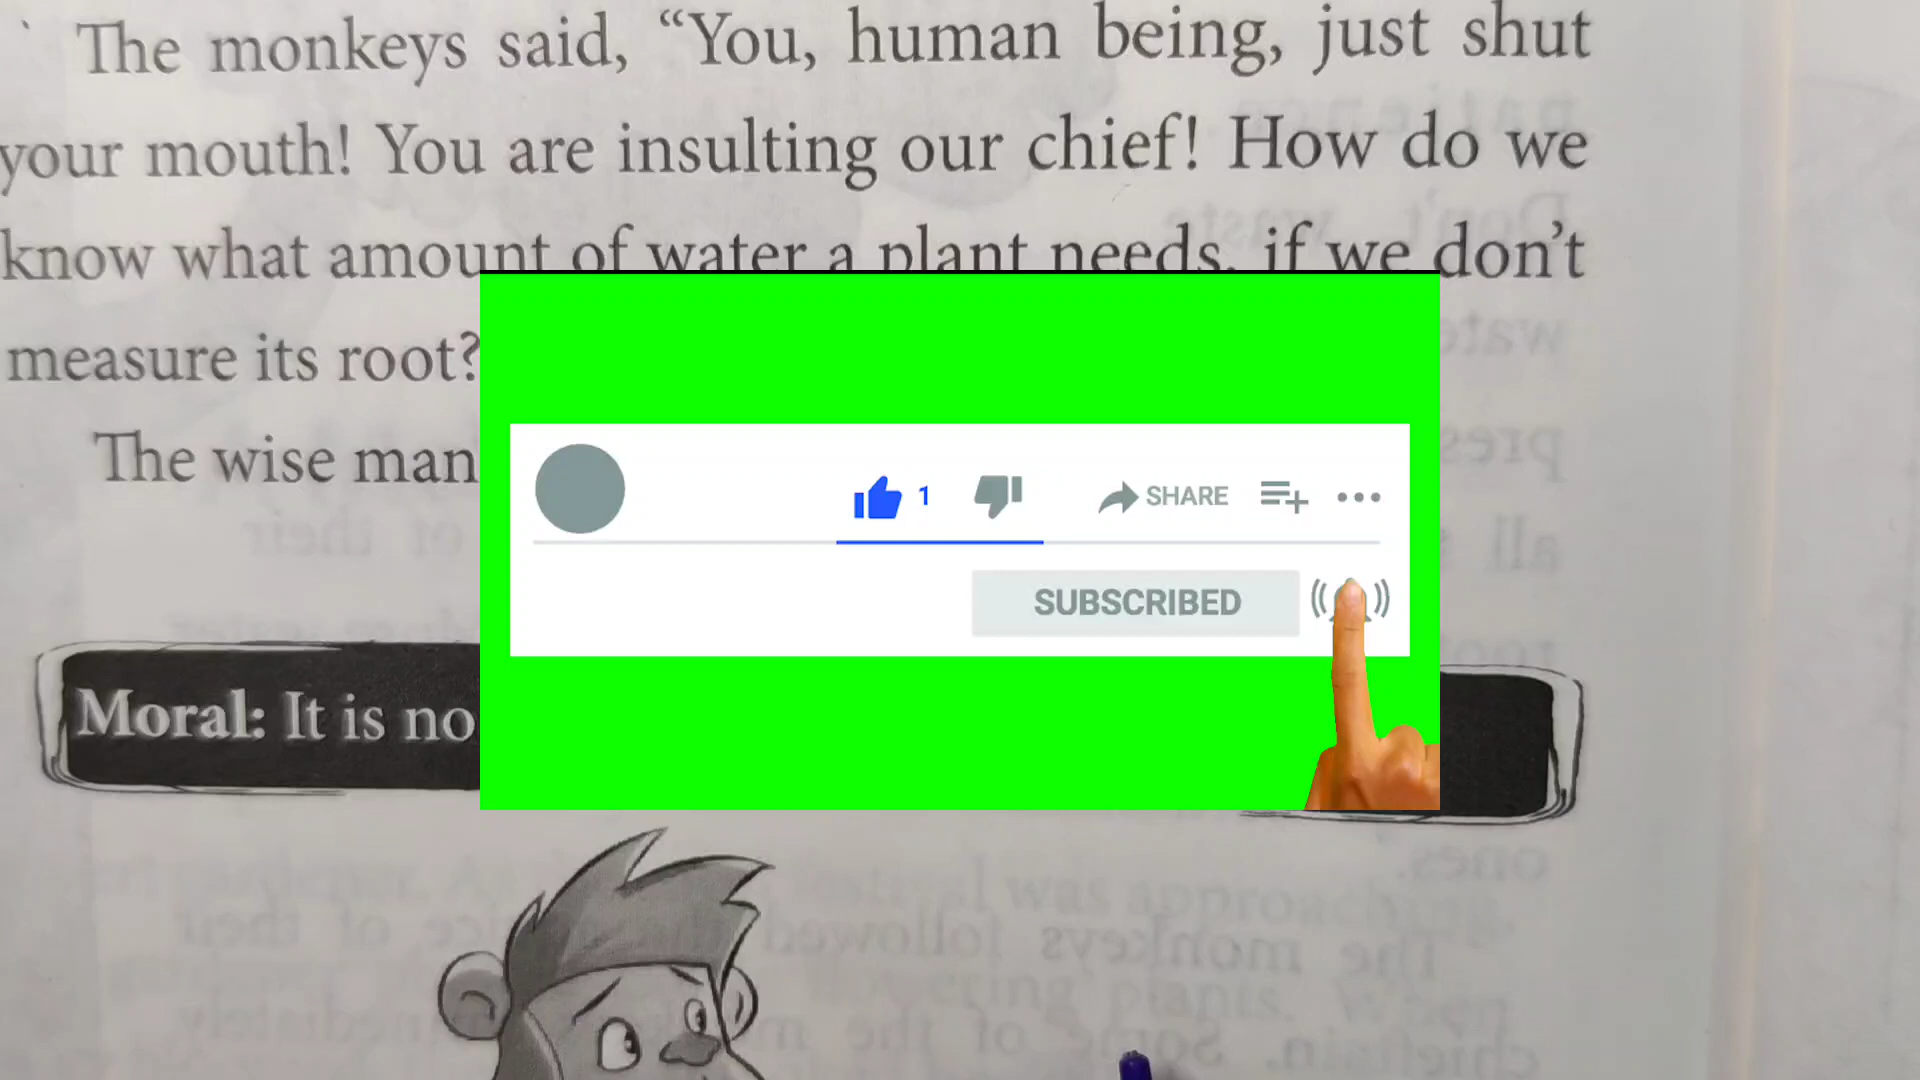 The monkeys said, “You, human being, just shut
your mouth! You are insulting our chief! How do we
know what amount of water a plant needs, if we don’t
measure its root?
The wise man
1
SHARE
SUBSCRIBED
Moral: It is no